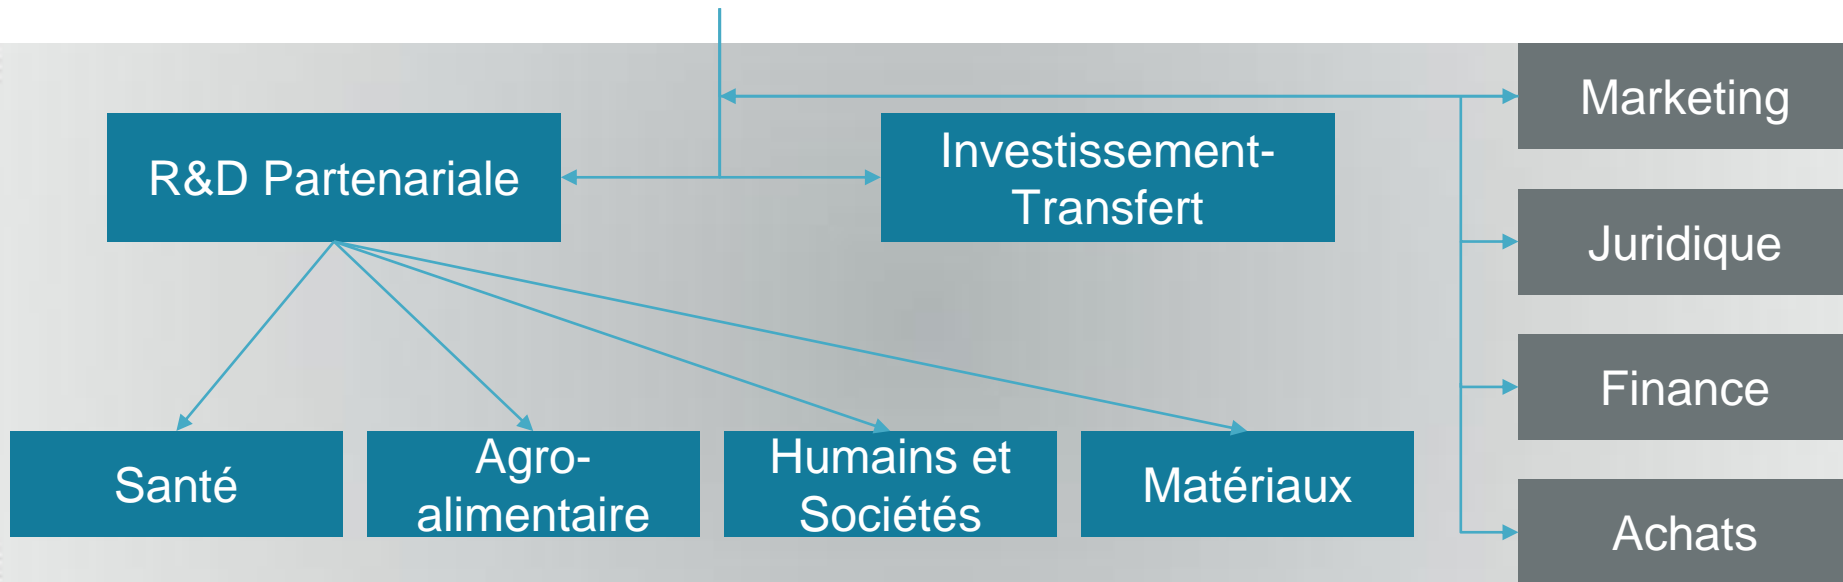 Marketing
R&D Partenariale
Investissement-
Transfert
Juridique
Finance
Santé
Agro-
alimentaire
Humains et
Sociétés
Matériaux
Achats